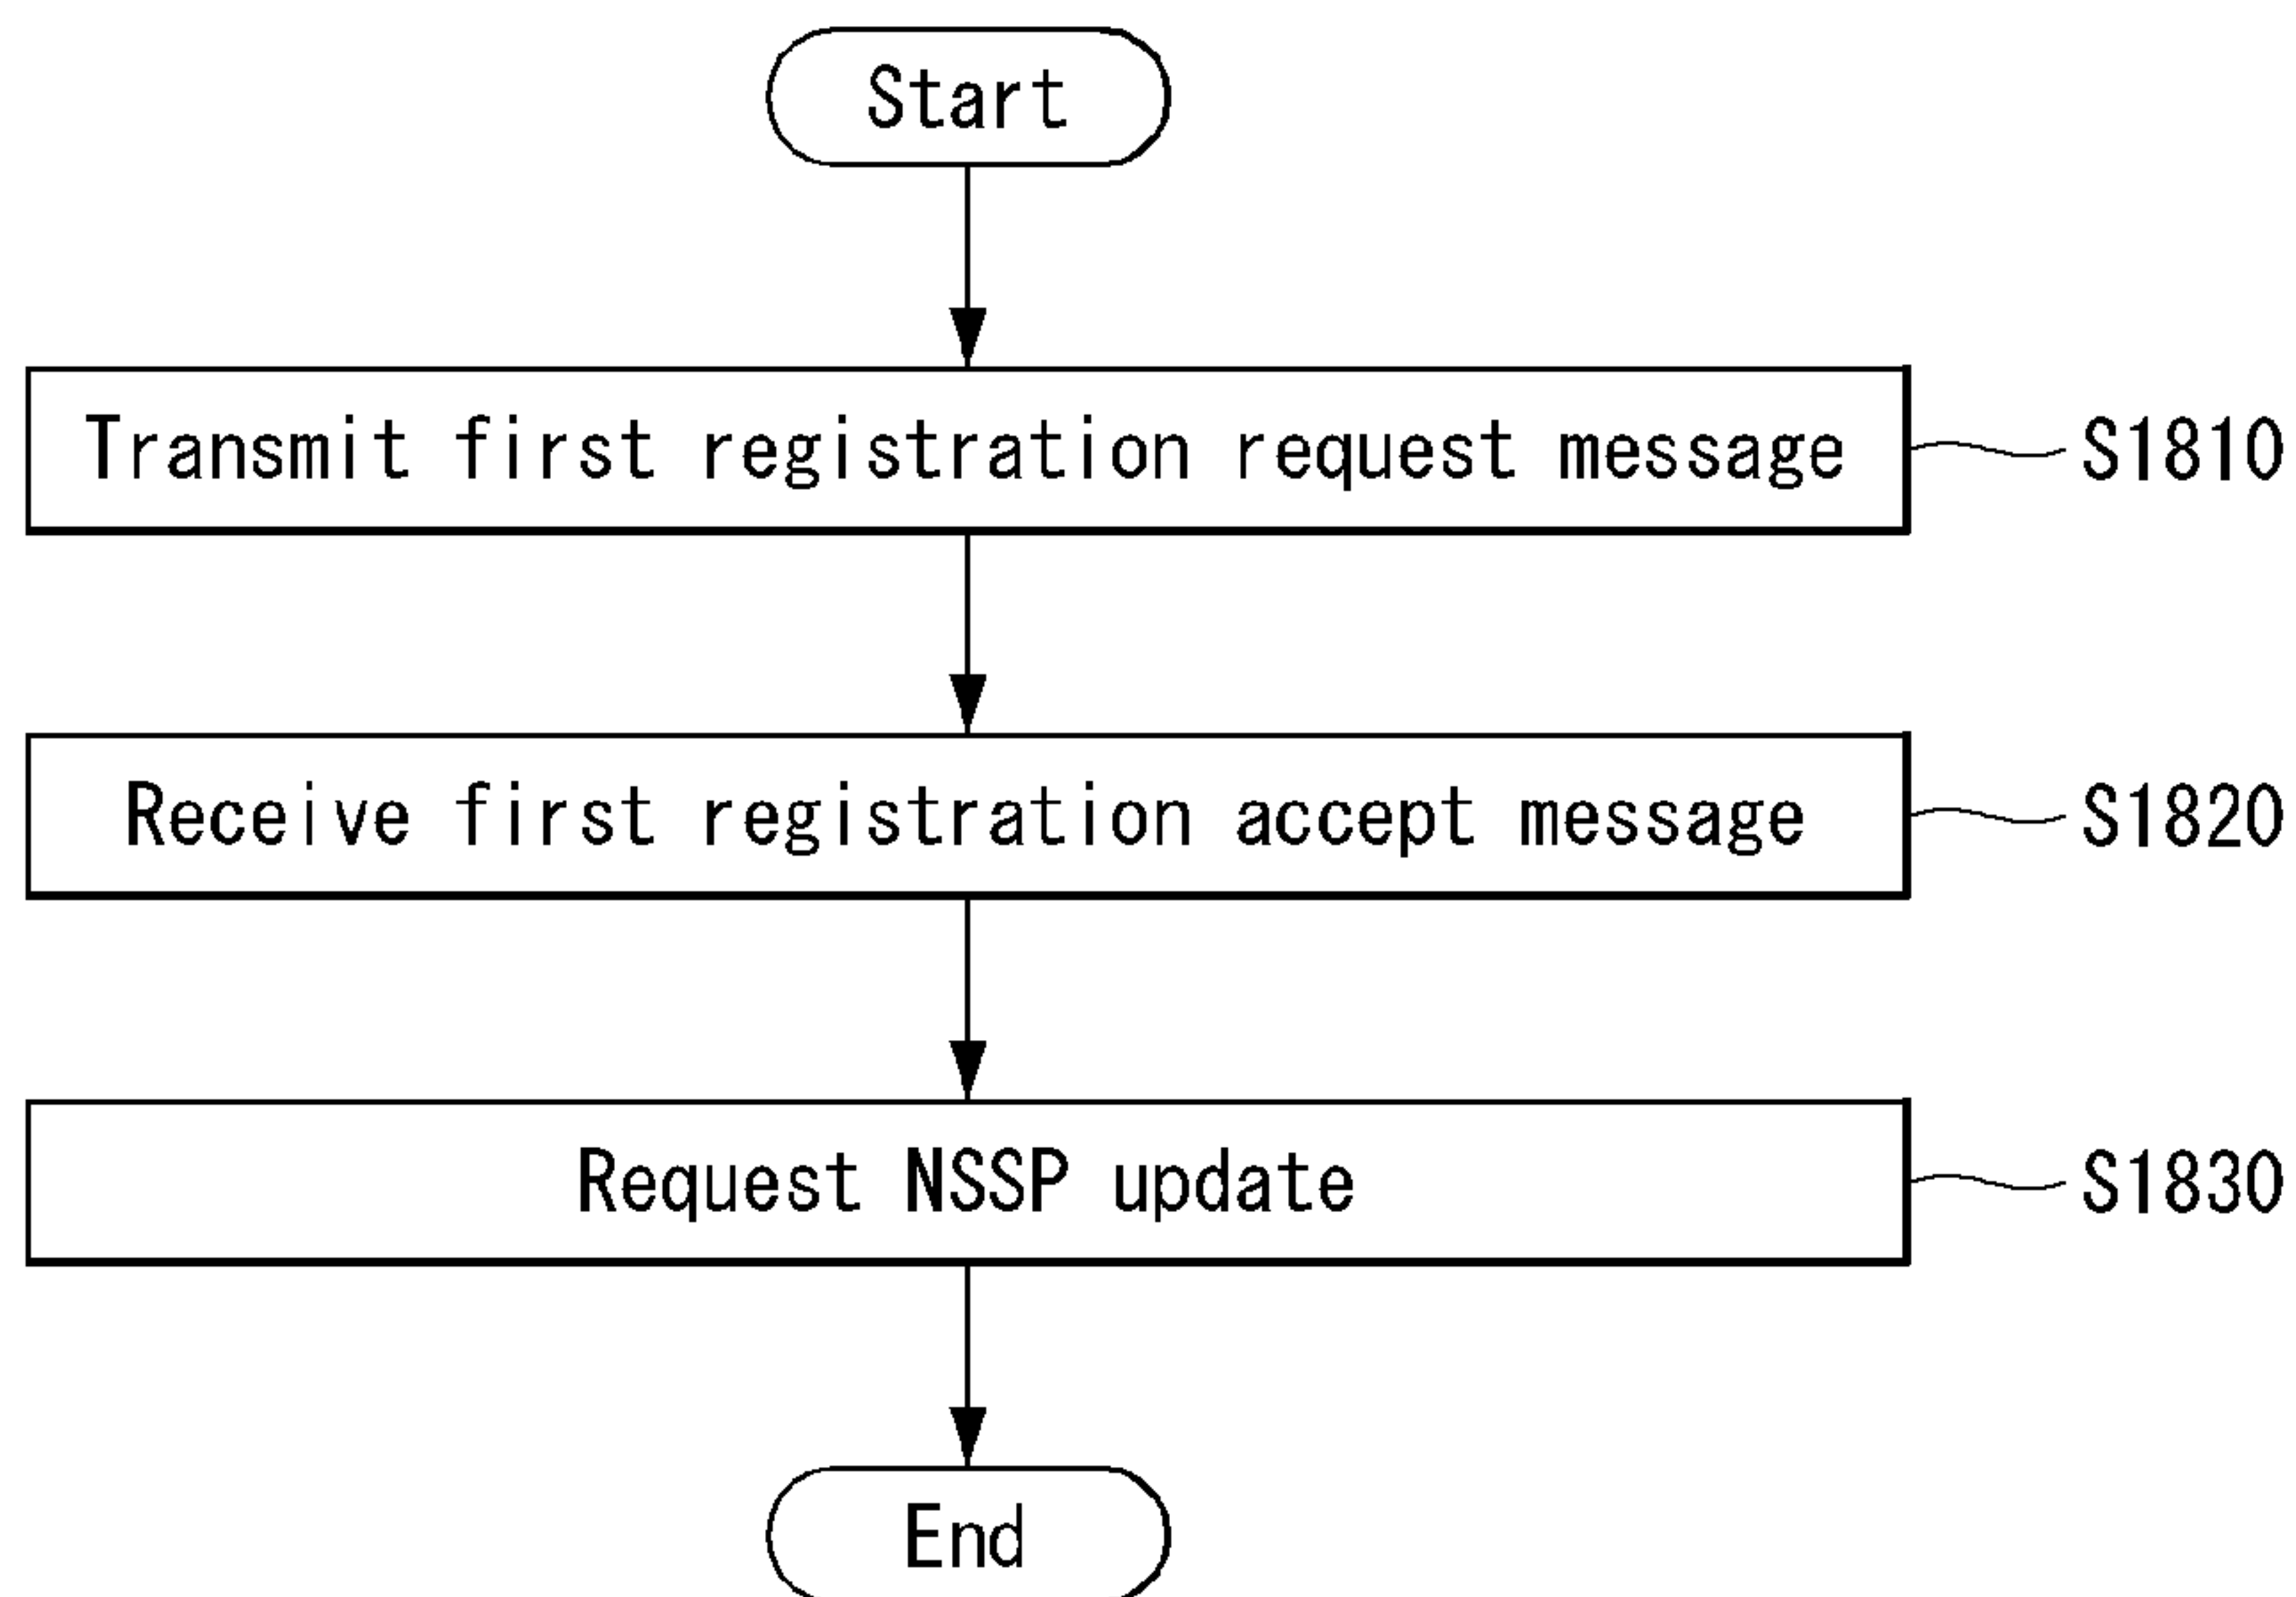 Start
Transmit first registration request message
S1810
Receive first registration accept message
S1820
Request NSSP update
S1830
End